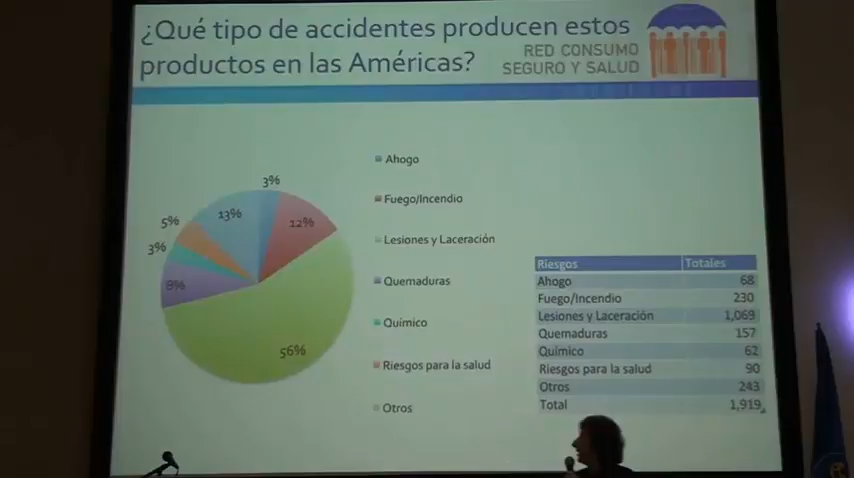 ¿Qué tipo de accidentes producen estos
productos en las Américas?
RED CONSUMO
SEGURO Y SALUD
3%
12%
56%
8%
3%
5%
13%
Ahogo
Fuego/Incendio
Lesiones y Laceración
Quemaduras
Químico
Riesgos para la salud
Otros
Riesgos Totales
Ahogo 68
Fuego/Incendio 230
Lesiones y Laceración 1,069
Quemaduras 157
Químico 62
Riesgos para la salud 90
Otros 243
Total 1,919